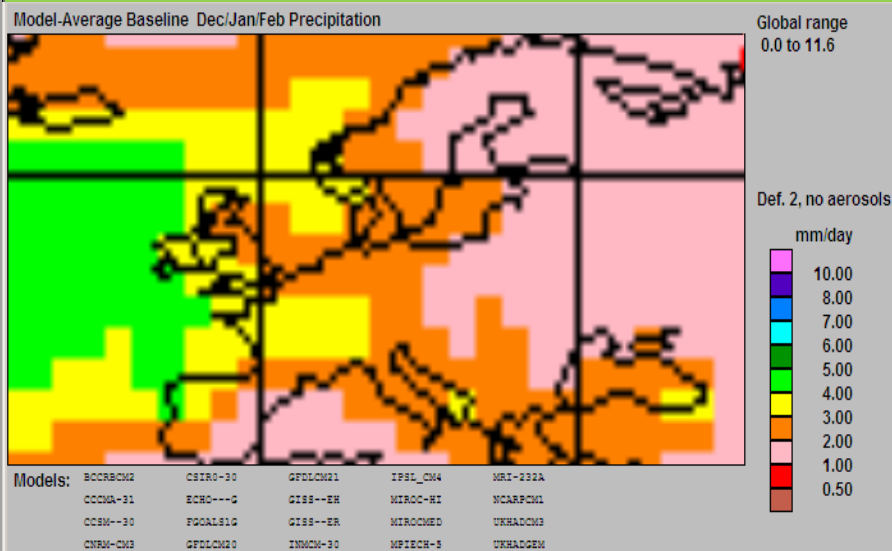 Model-Average Baseline Dec/Jan/Feb Precipitation
Global range
0.0 to 11.6
Def. 2, no aerosols
mm/day
10.00
8.00
7.00
6.00
5.00
4.00
3.00
2.00
1.00
0.50
Models: BCCRBCM2 CSIRO-30 GFDLCM21 IPSL_CM4 MRI-232A
CCCMA-31 ECHO---G GISS--EH MIROC-HI NCARPCM1
CCSM--30 FGOALS1G GISS--ER MIROCMED UKHADCM3
CNRM-CM3 GFDLCM20 INMCM-30 MPIECH-5 UKHADGEM